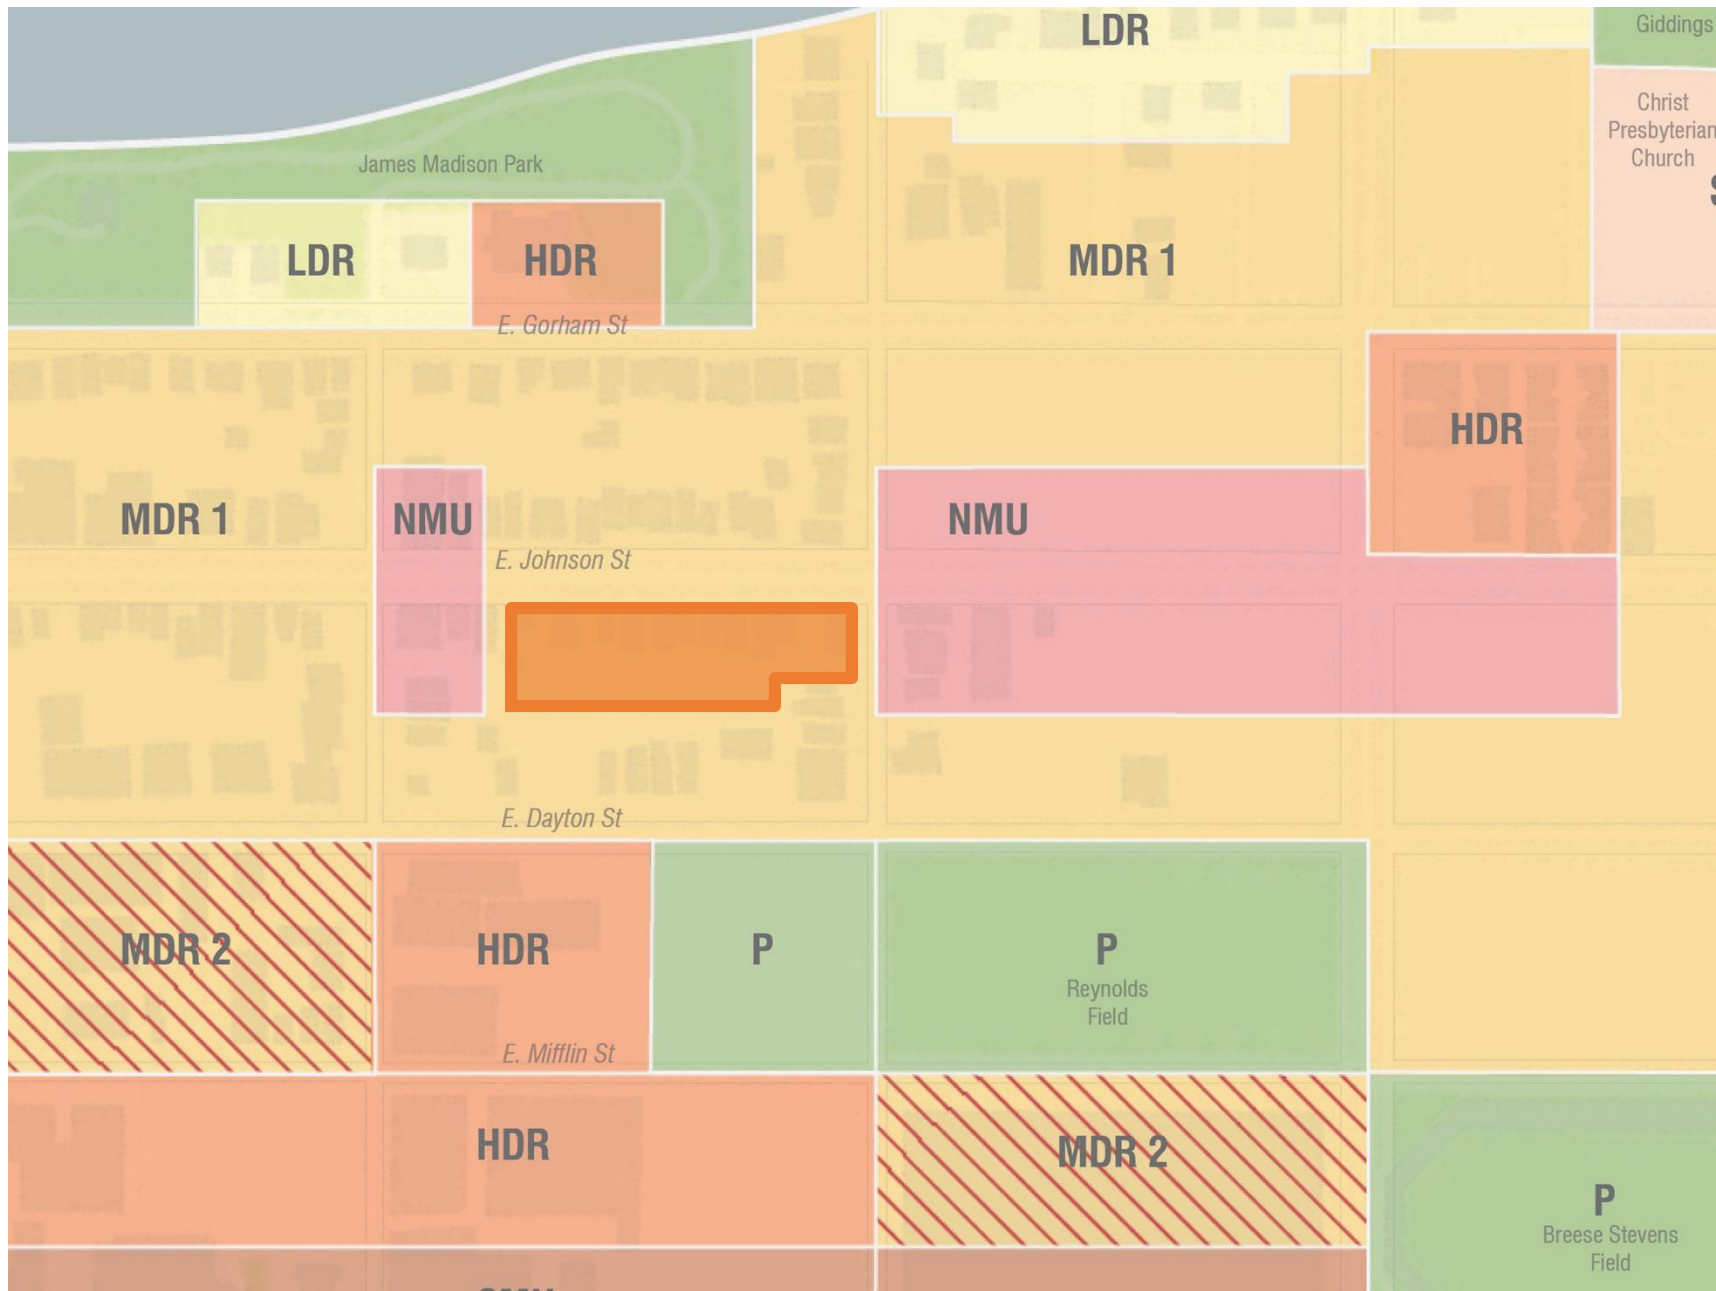 LDR
Giddings
Christ
Presbyterian
Church
James Madison Park
LDR
HDR
MDR 1
E. Gorham St
HDR
MDR 1
NMU
NMU
E. Johnson St
E. Dayton St
MDR 2
HDR
P
P
Reynolds
Field
E. Mifflin St
HDR
MDR 2
P
Breese Stevens
Field